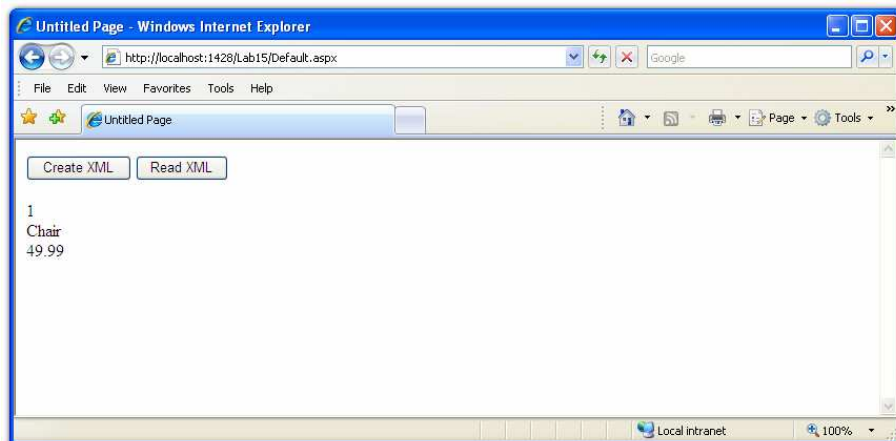 Untitled Page - Windows Internet Explorer
http://localhost:1428/Lab15/Default.aspx
Google
File Edit View Favorites Tools Help
Untitled Page
Page Tools »
Create XML Read XML
1
Chair
49.99
Local intranet 100%